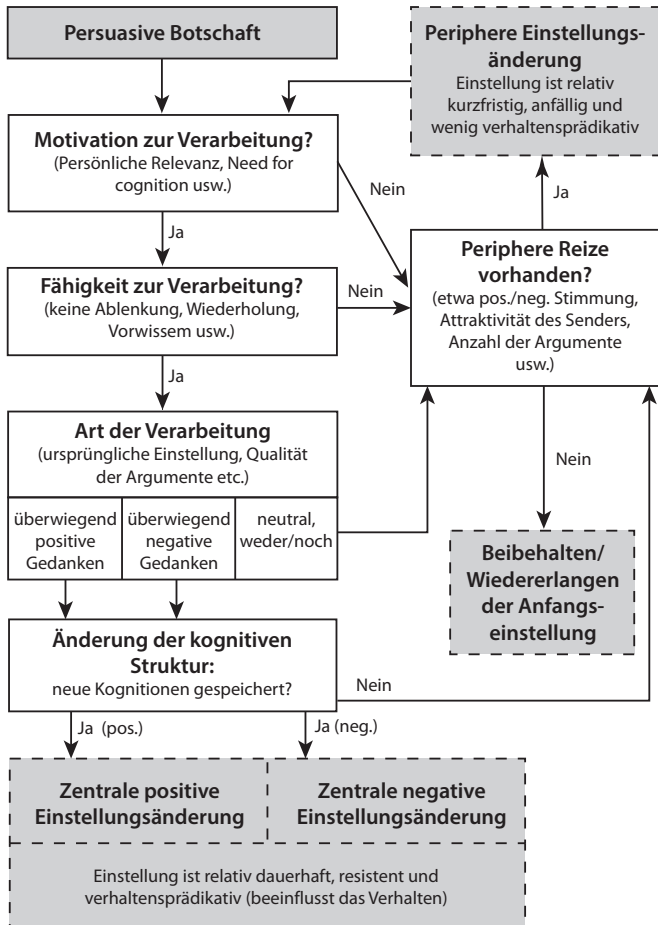 Persuasive Botschaft
Periphere Einstellungs-
änderung
Einstellung ist relativ
kurzfristig, anfällig und
wenig verhaltensprädikativ
Motivation zur Verarbeitung?
(Persönliche Relevanz, Need for
cognition usw.)
Nein
Ja
Ja
Periphere Reize
vorhanden?
(etwa pos./neg. Stimmung,
Attraktivität des Senders,
Anzahl der Argumente
usw.)
Fähigkeit zur Verarbeitung?
(keine Ablenkung, Wiederholung,
Vorwissem usw.)
Nein
Ja
Art der Verarbeitung
(ursprüngliche Einstellung, Qualität
der Argumente etc.)
überwiegend
positive
Gedanken
überwiegend
negative
Gedanken
neutral,
weder/noch
Nein
Beibehalten/
Wiedererlangen
der Anfangs-
einstellung
Änderung der kognitiven
Struktur:
neue Kognitionen gespeichert?
Nein
Ja (pos.)
Ja (neg.)
Zentrale positive
Einstellungsänderung
Zentrale negative
Einstellungsänderung
Einstellung ist relativ dauerhaft, resistent und
verhaltensprädikativ (beeinflusst das Verhalten)